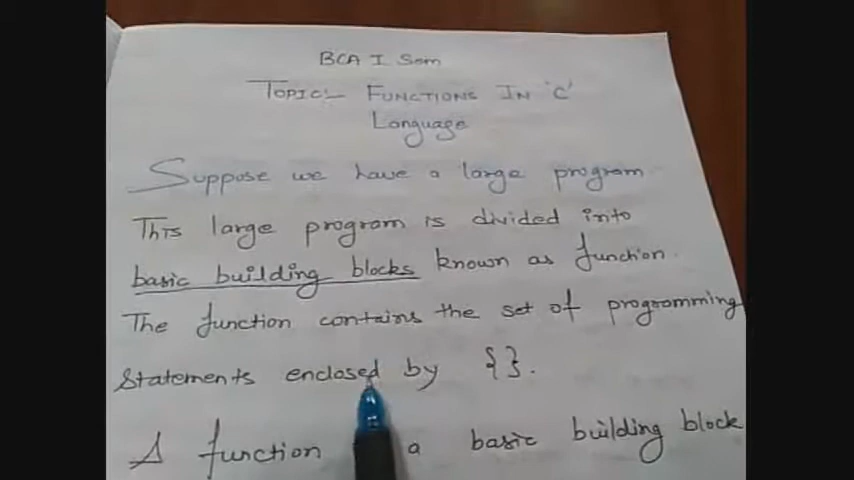 BCA I Sem
TOPIC:- FUNCTIONS IN 'C'
Language
Suppose we have a large program
This large program is divided into
basic building blocks known as function.
The function contains the set of programming
statements enclosed by { }.
A function a basic building block